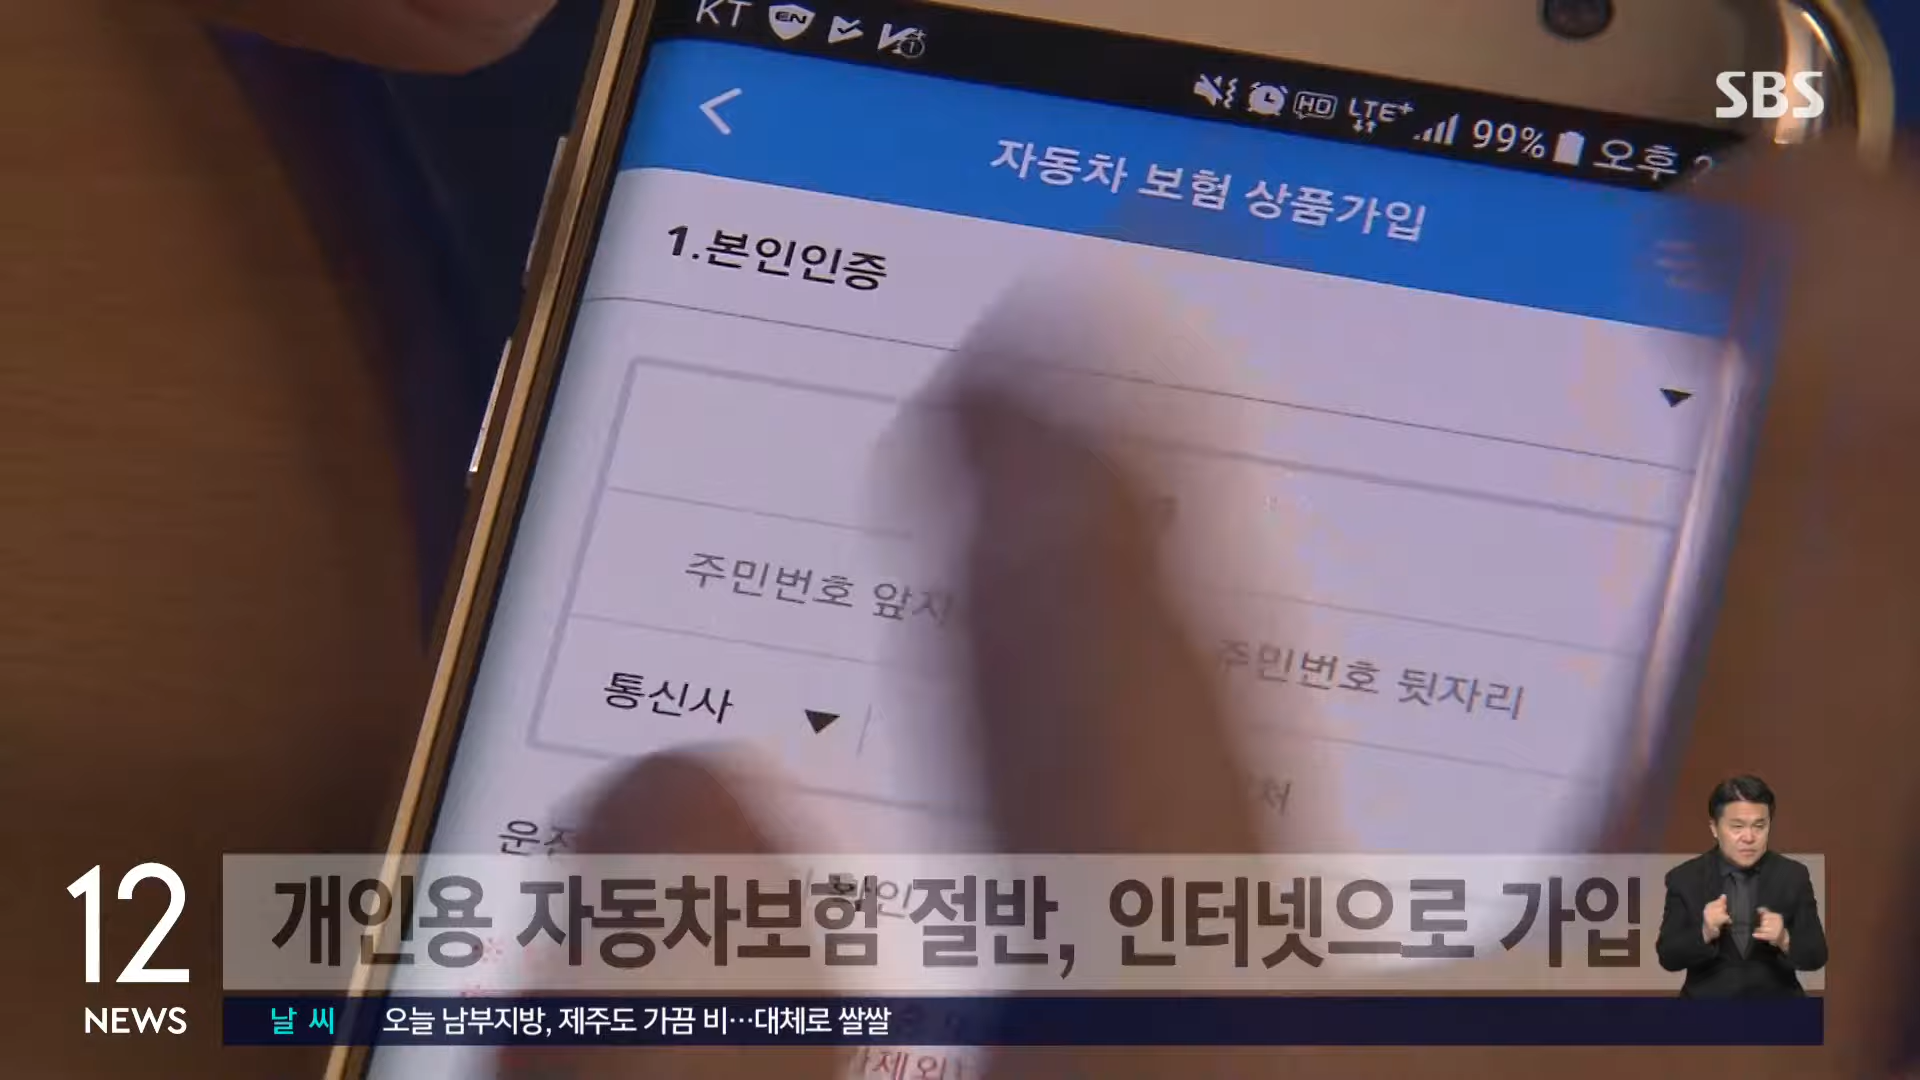 KT
HD LTE+ 99% 오후
SBS
자동차 보험 상품가입
1.본인인증
주민번호 앞자
주민번호 뒷자리
통신사
12
NEWS
개인용 자동차보험 절반, 인터넷으로 가입
날씨 오늘 남부지방, 제주도 가끔 비…대체로 쌀쌀